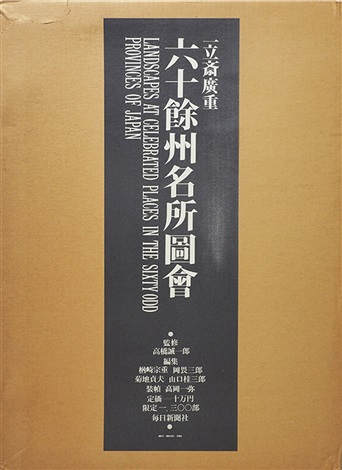 一立斎廣重
六十餘州名所圖會
LANDSCAPES AT CELEBRATED PLACES IN THE SIXTY ODD
PROVINCES OF JAPAN
監修
高橋誠一郎
編集
楢崎宗重 岡畏三郎
菊地貞夫 山口桂三郎
装幀 高岡一弥
定価—十万円
限定一、三〇〇部
毎日新聞社